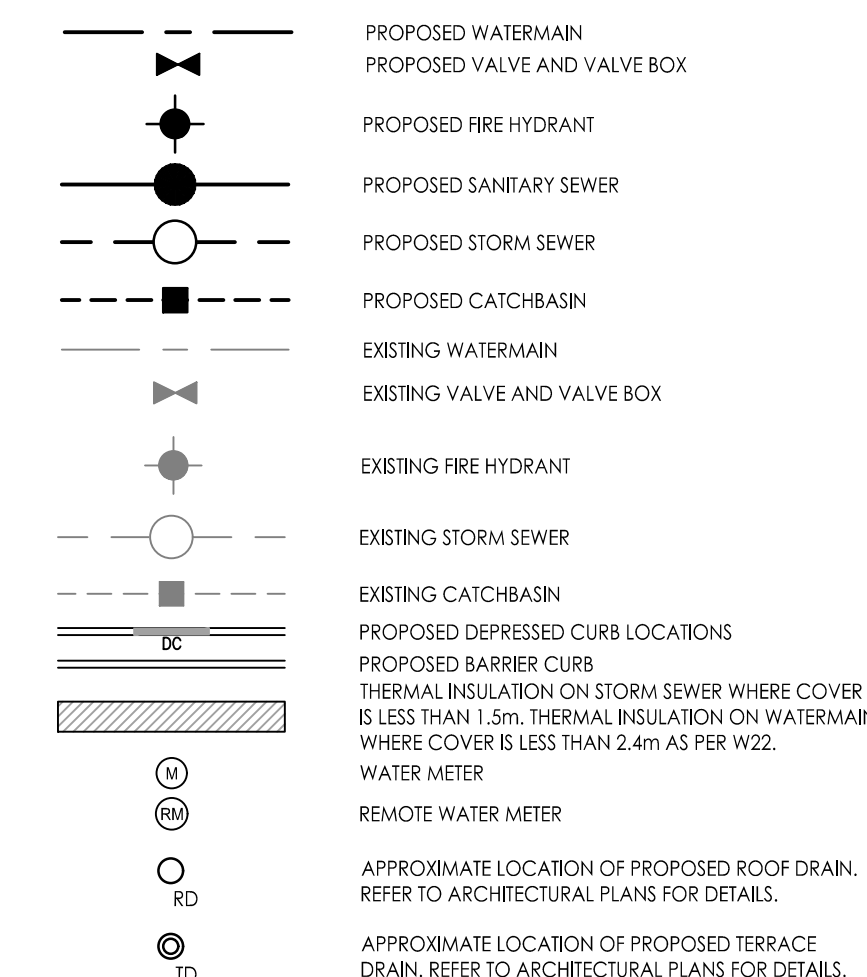 PROPOSED WATERMAIN
PROPOSED VALVE AND VALVE BOX
PROPOSED FIRE HYDRANT
PROPOSED SANITARY SEWER
PROPOSED STORM SEWER
PROPOSED CATCHBASIN
EXISTING WATERMAIN
EXISTING VALVE AND VALVE BOX
EXISTING FIRE HYDRANT
EXISTING STORM SEWER
EXISTING CATCHBASIN
PROPOSED DEPRESSED CURB LOCATIONS
DC
PROPOSED BARRIER CURB
THERMAL INSULATION ON STORM SEWER WHERE COVER
IS LESS THAN 1.5m. THERMAL INSULATION ON WATERMAIN
WHERE COVER IS LESS THAN 2.4m AS PER W22.
M WATER METER
RM REMOTE WATER METER
APPROXIMATE LOCATION OF PROPOSED ROOF DRAIN.
RD REFER TO ARCHITECTURAL PLANS FOR DETAILS.
APPROXIMATE LOCATION OF PROPOSED TERRACE
TD DRAIN. REFER TO ARCHITECTURAL PLANS FOR DETAILS.